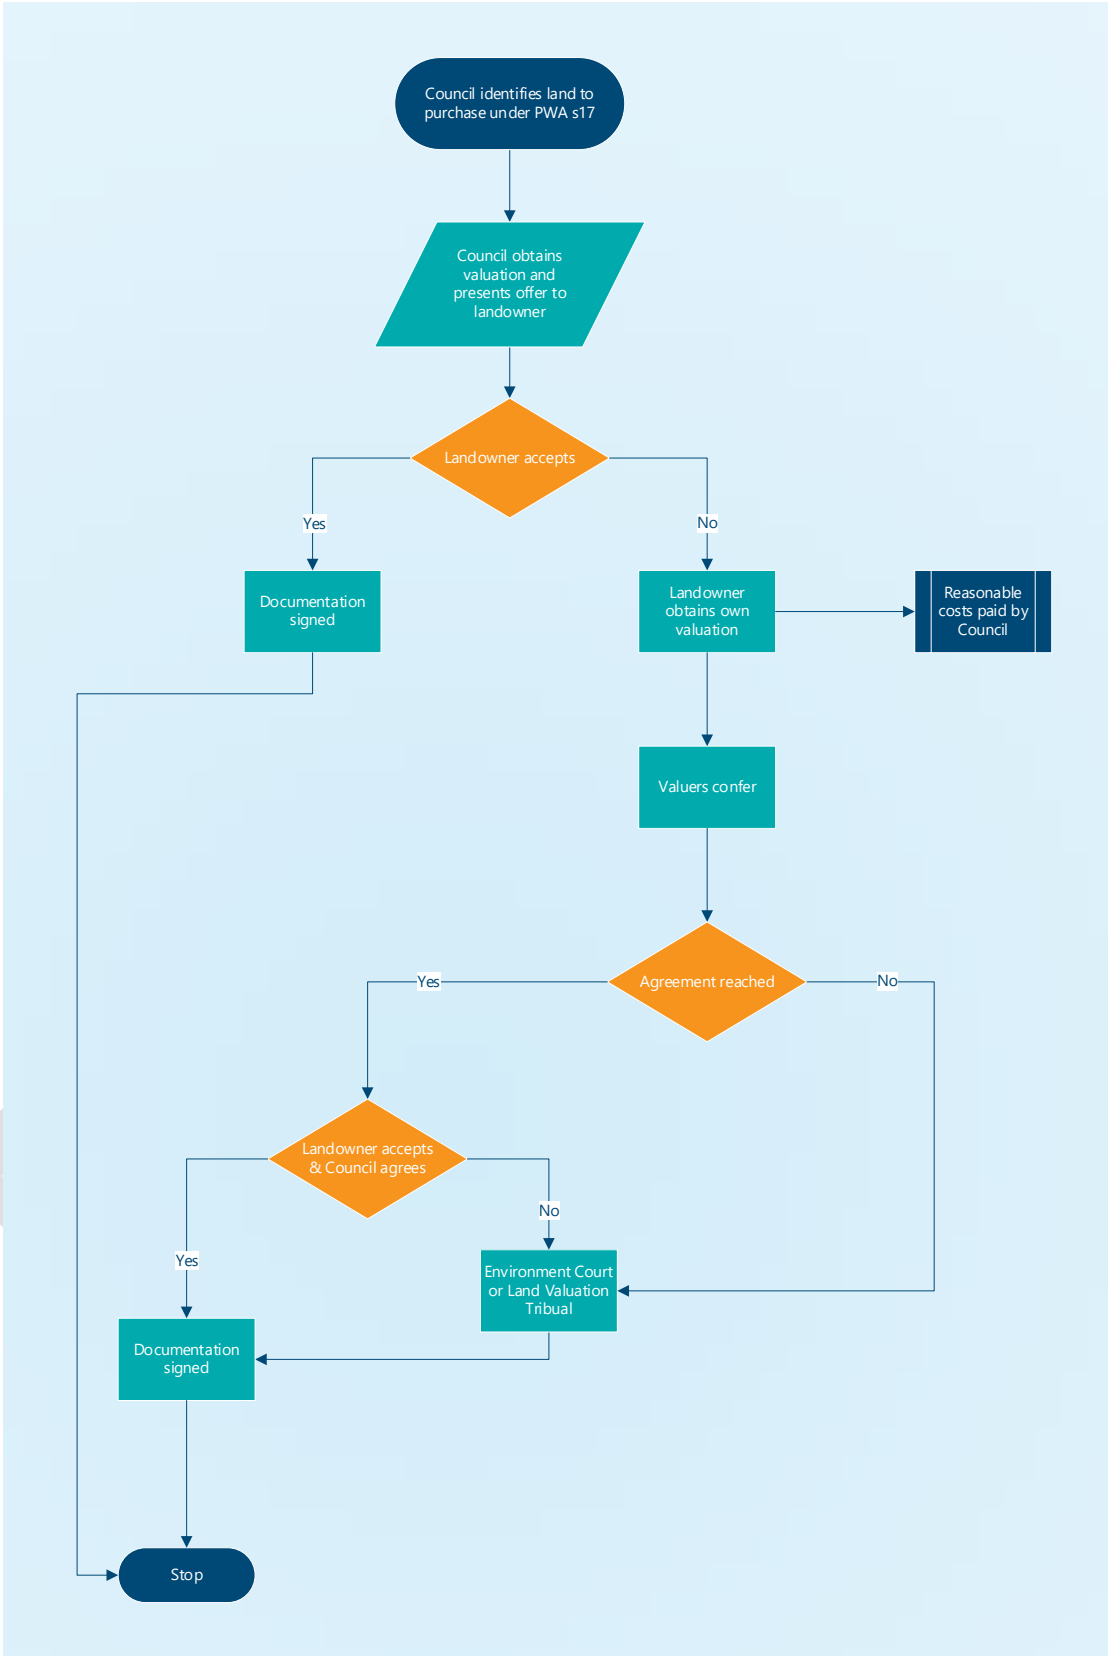 Council identifies land to
purchase under PWA s17
Council obtains
valuation and
presents offer to
landowner
Landowner accepts
Yes
No
Documentation
signed
Landowner
obtains own
valuation
Reasonable
costs paid by
Council
Valuers confer
Agreement reached
Yes
No
Landowner accepts
& Council agrees
No
Yes
Environment Court
or Land Valuation
Tribual
Documentation
signed
Stop